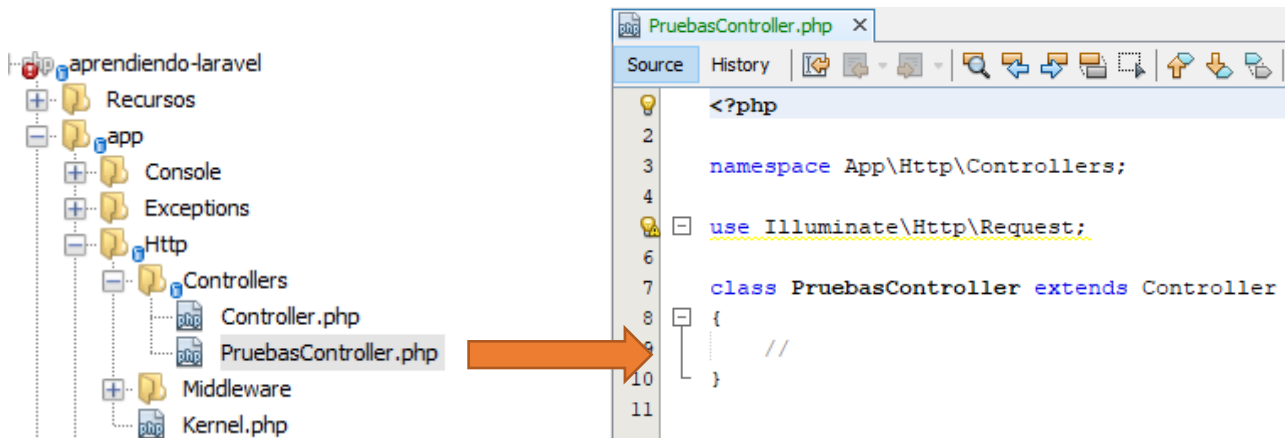 aprendiendo-laravel
Recursos
app
Console
Exceptions
Http
Controllers
Controller.php
PruebasController.php
Middleware
Kernel.php
PruebasController.php
Source History
<?php
2
3 namespace App\Http\Controllers;
4
use Illuminate\Http\Request;
6
7 class PruebasController extends Controller
8 {
9 //
10 }
11